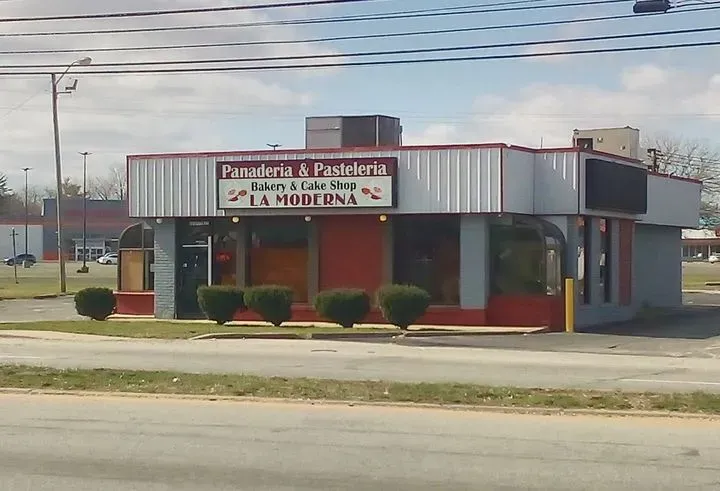 Panaderia & Pasteleria
Bakery & Cake Shop
LA MODERNA